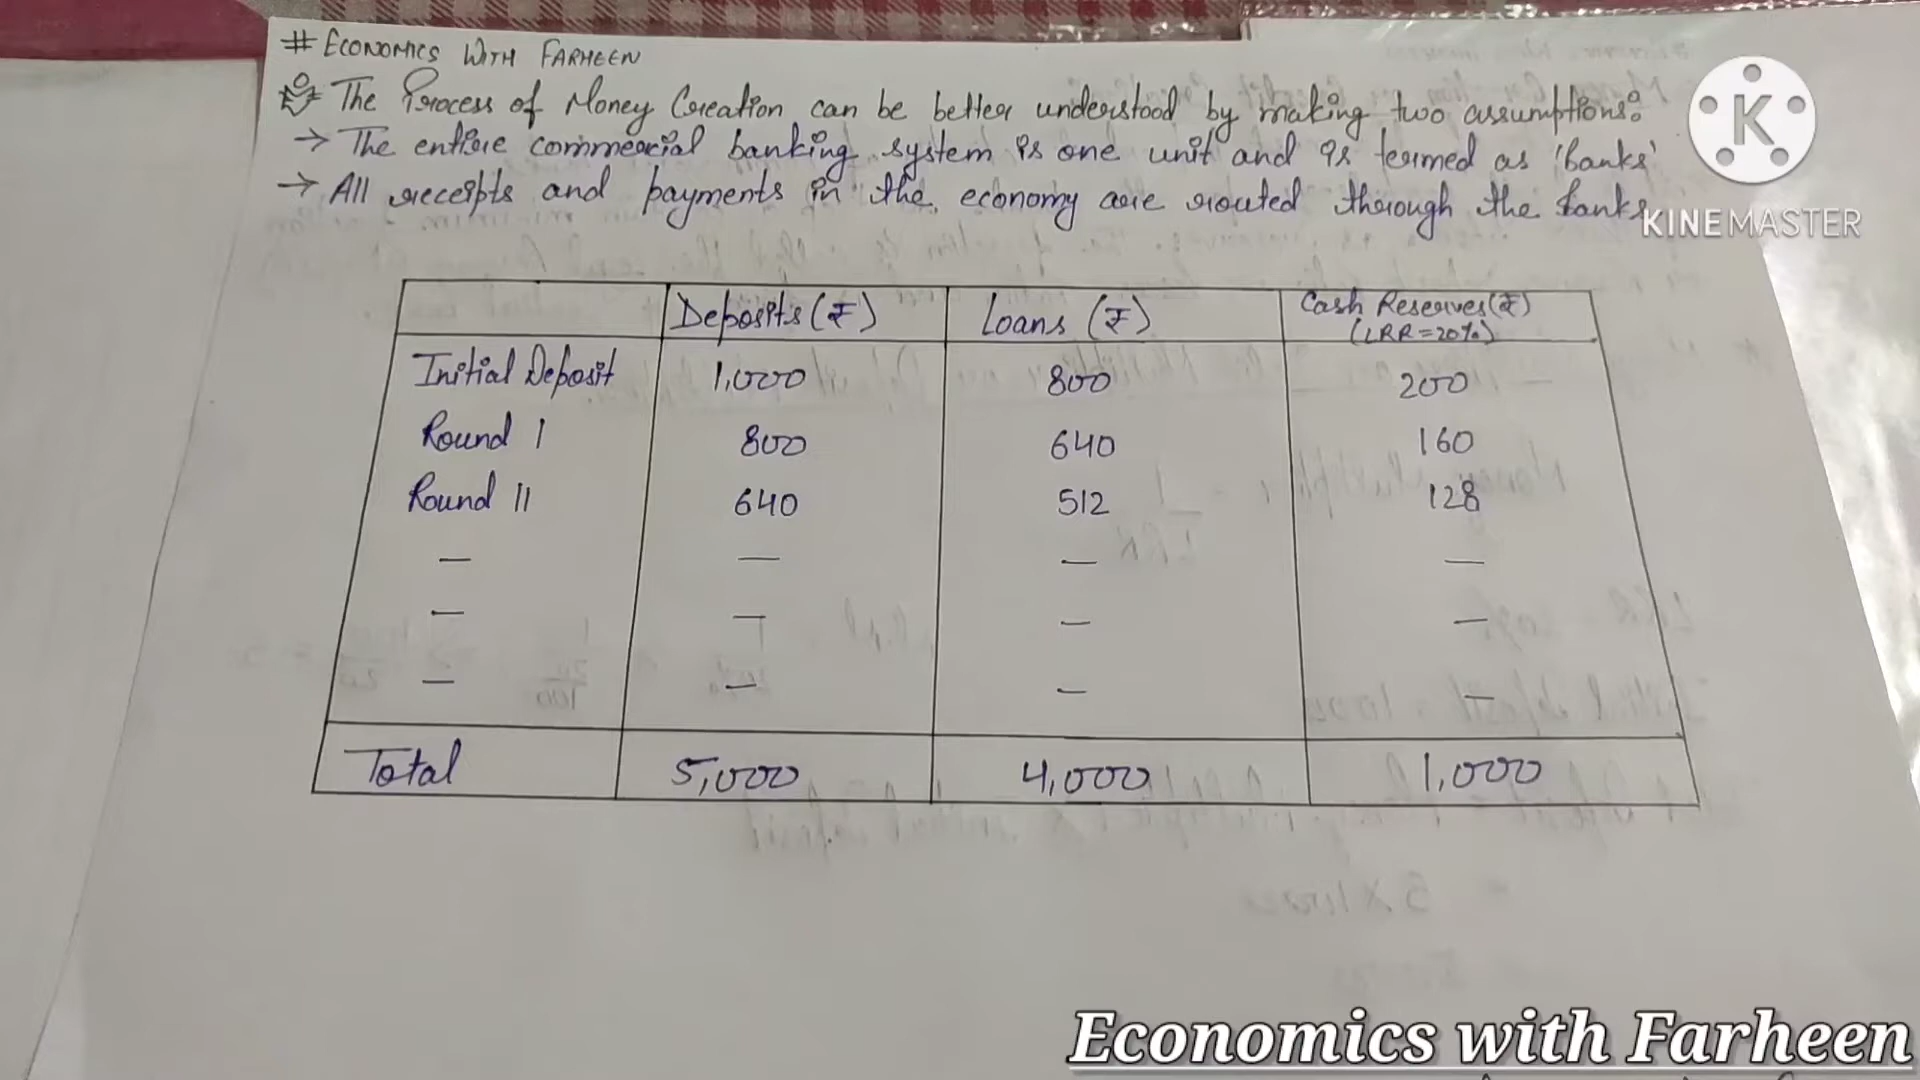 # ECONOMICS WITH FARHEEN
The Process of Money Creation can be better understood by making two assumptions:
→ The entire commercial banking system is one unit and is termed as 'banks'
→ All receipts and payments in the economy are routed through the banks
K
KINEMASTER
Deposits (₹) Loans (₹) Cash Reserves (₹)
(LRR = 20%)
Initial Deposit 1,000 800 200
Round I 800 640 160
Round II 640 512 128
— — — —
— — — —
— — — —
Total 5,000 4,000 1,000
Economics with Farheen